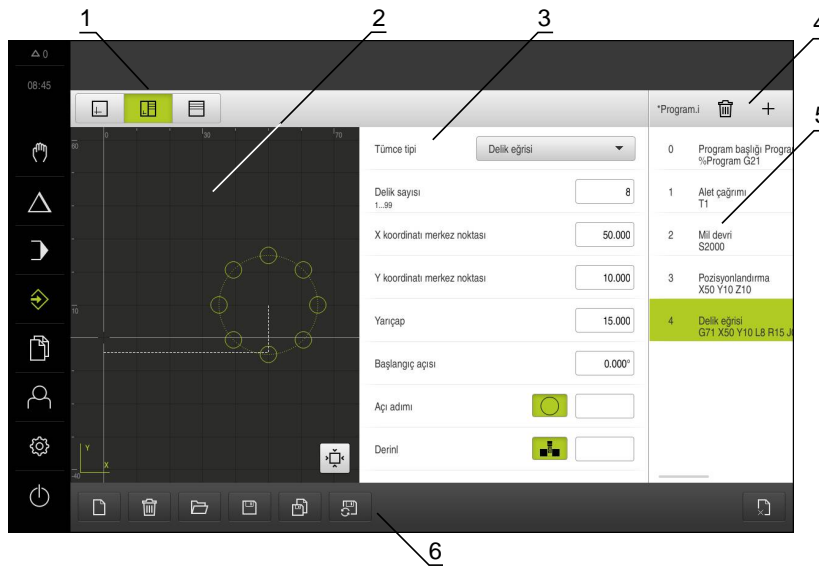 1
2
3
4
5
6
0
08:45
*Program.i
0
30
70
60
10
-40
Y
X
Tümce tipi
Delik eğrisi
Delik sayısı
1...99
8
X koordinatı merkez noktası
50.000
Y koordinatı merkez noktası
10.000
Yarıçap
15.000
Başlangıç açısı
0.000°
Açı adımı
Derinl
0 Program başlığı Progra
%Program G21
1 Alet çağrımı
T1
2 Mil devri
S2000
3 Pozisyonlandırma
X50 Y10 Z10
4 Delik eğrisi
G71 X50 Y10 L8 R15 J